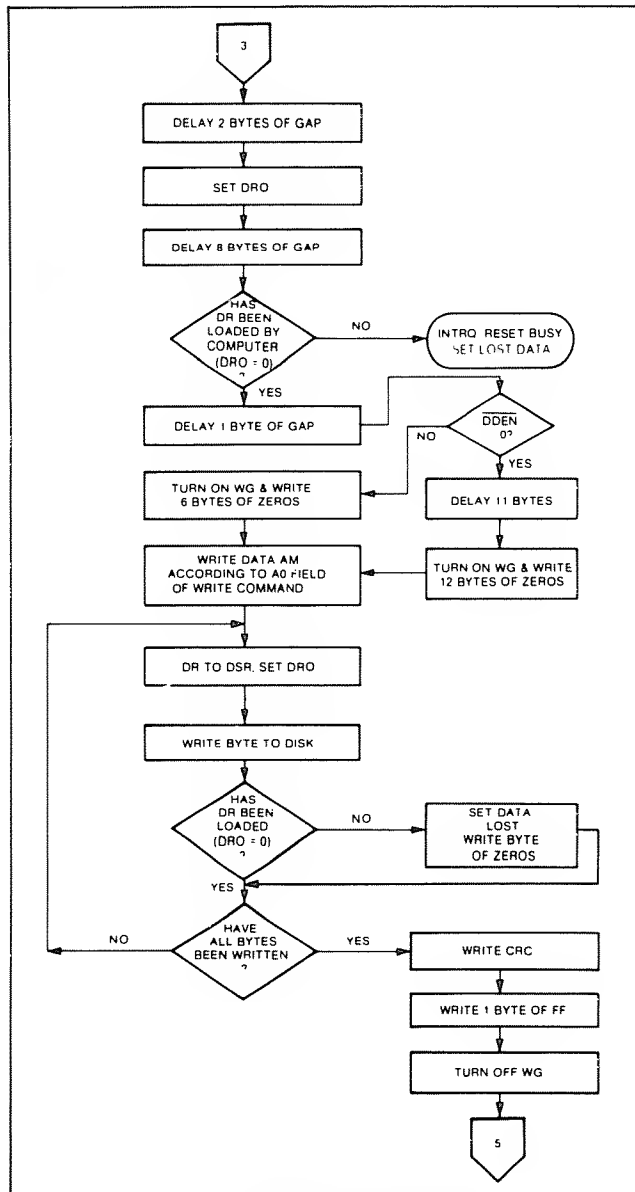 3
DELAY 2 BYTES OF GAP
SET DRO
DELAY 8 BYTES OF GAP
HAS
DR BEEN
LOADED BY
COMPUTER
(DRO = 0)
?
NO
INTRQ. RESET BUSY
SET LOST DATA
YES
DELAY 1 BYTE OF GAP
DDEN
0?
NO
YES
TURN ON WG & WRITE
6 BYTES OF ZEROS
DELAY 11 BYTES
WRITE DATA AM
ACCORDING TO A0 FIELD
OF WRITE COMMAND
TURN ON WG & WRITE
12 BYTES OF ZEROS
DR TO DSR, SET DRO
WRITE BYTE TO DISK
HAS
DR BEEN
LOADED
(DRO = 0)
?
NO
SET DATA
LOST
WRITE BYTE
OF ZEROS
YES
HAVE
ALL BYTES
BEEN WRITTEN
?
NO
YES
WRITE CRC
WRITE 1 BYTE OF FF
TURN OFF WG
5